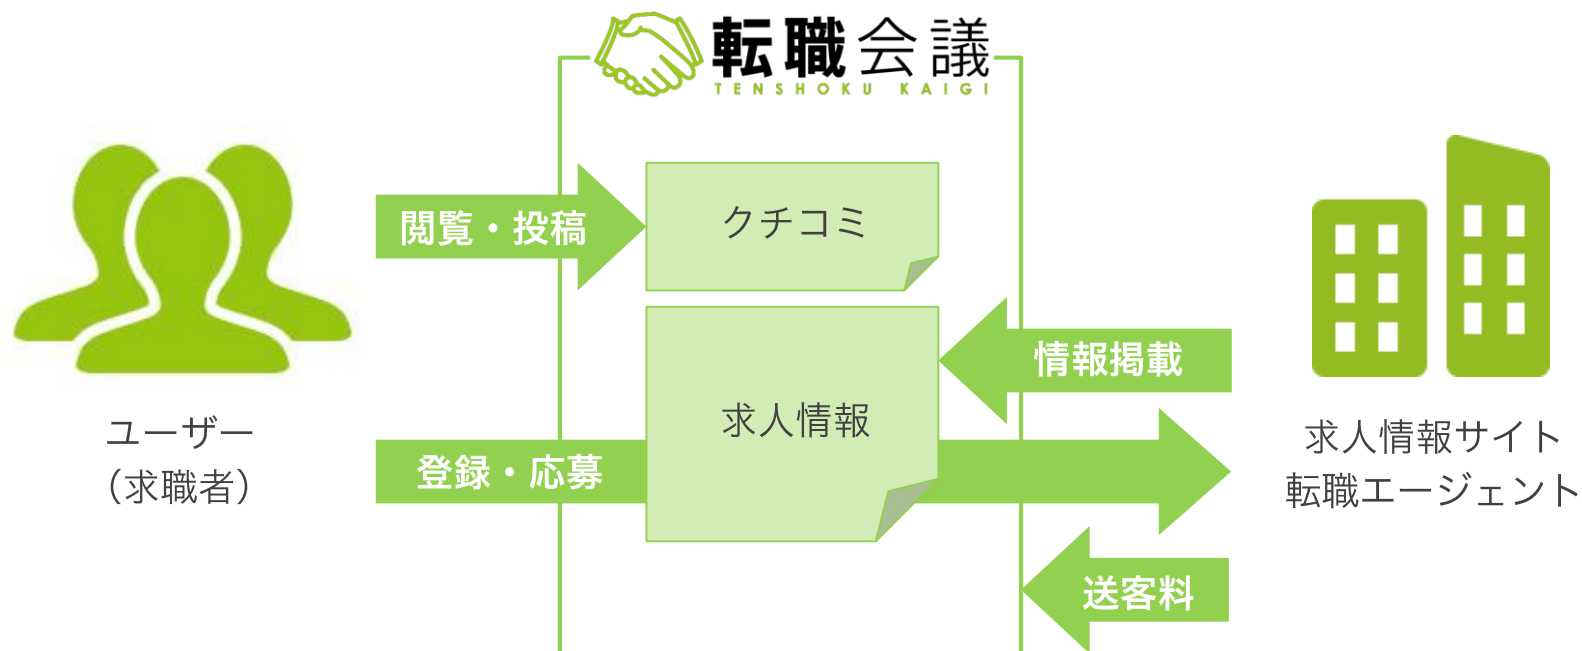 転職会議
TENSHOKU KAIGI
閲覧・投稿
クチコミ
情報掲載
求人情報
ユーザー
（求職者）
登録・応募
求人情報サイト
転職エージェント
送客料